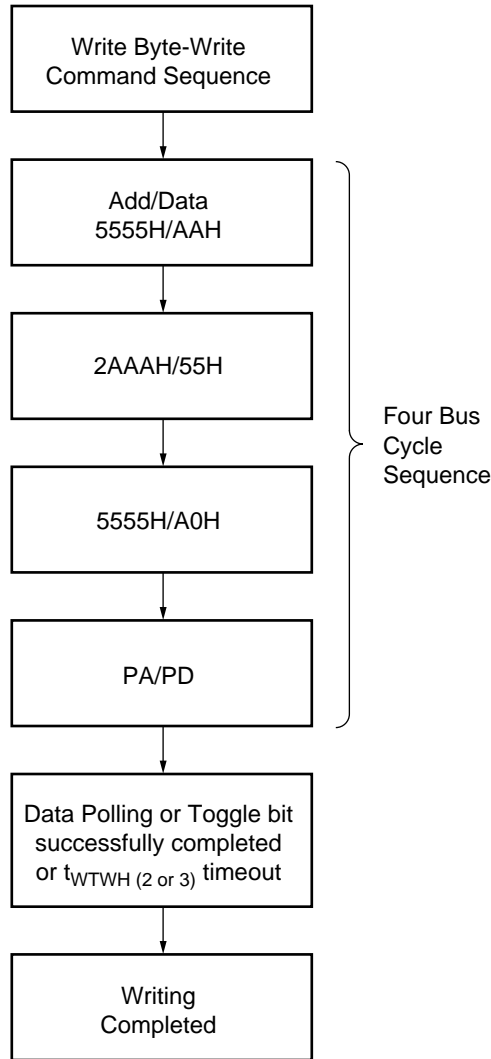 Write Byte-Write
Command Sequence
Add/Data
5555H/AAH
2AAAH/55H
5555H/A0H
PA/PD
Four Bus
Cycle
Sequence
Data Polling or Toggle bit
successfully completed
or tWTWH (2 or 3) timeout
Writing
Completed